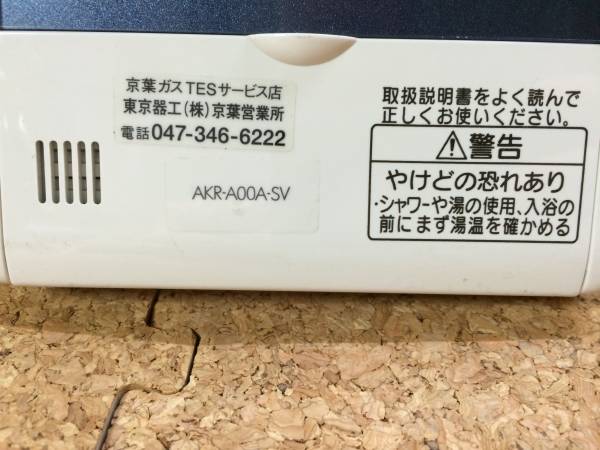 京葉ガスTESサービス店
東京器工(株)京葉営業所
電話 047-346-6222
AKR-A00A-SV
取扱説明書をよく読んで
正しくお使いください。
警告
やけどの恐れあり
・シャワーや湯の使用、入浴の
前にまず湯温を確かめる